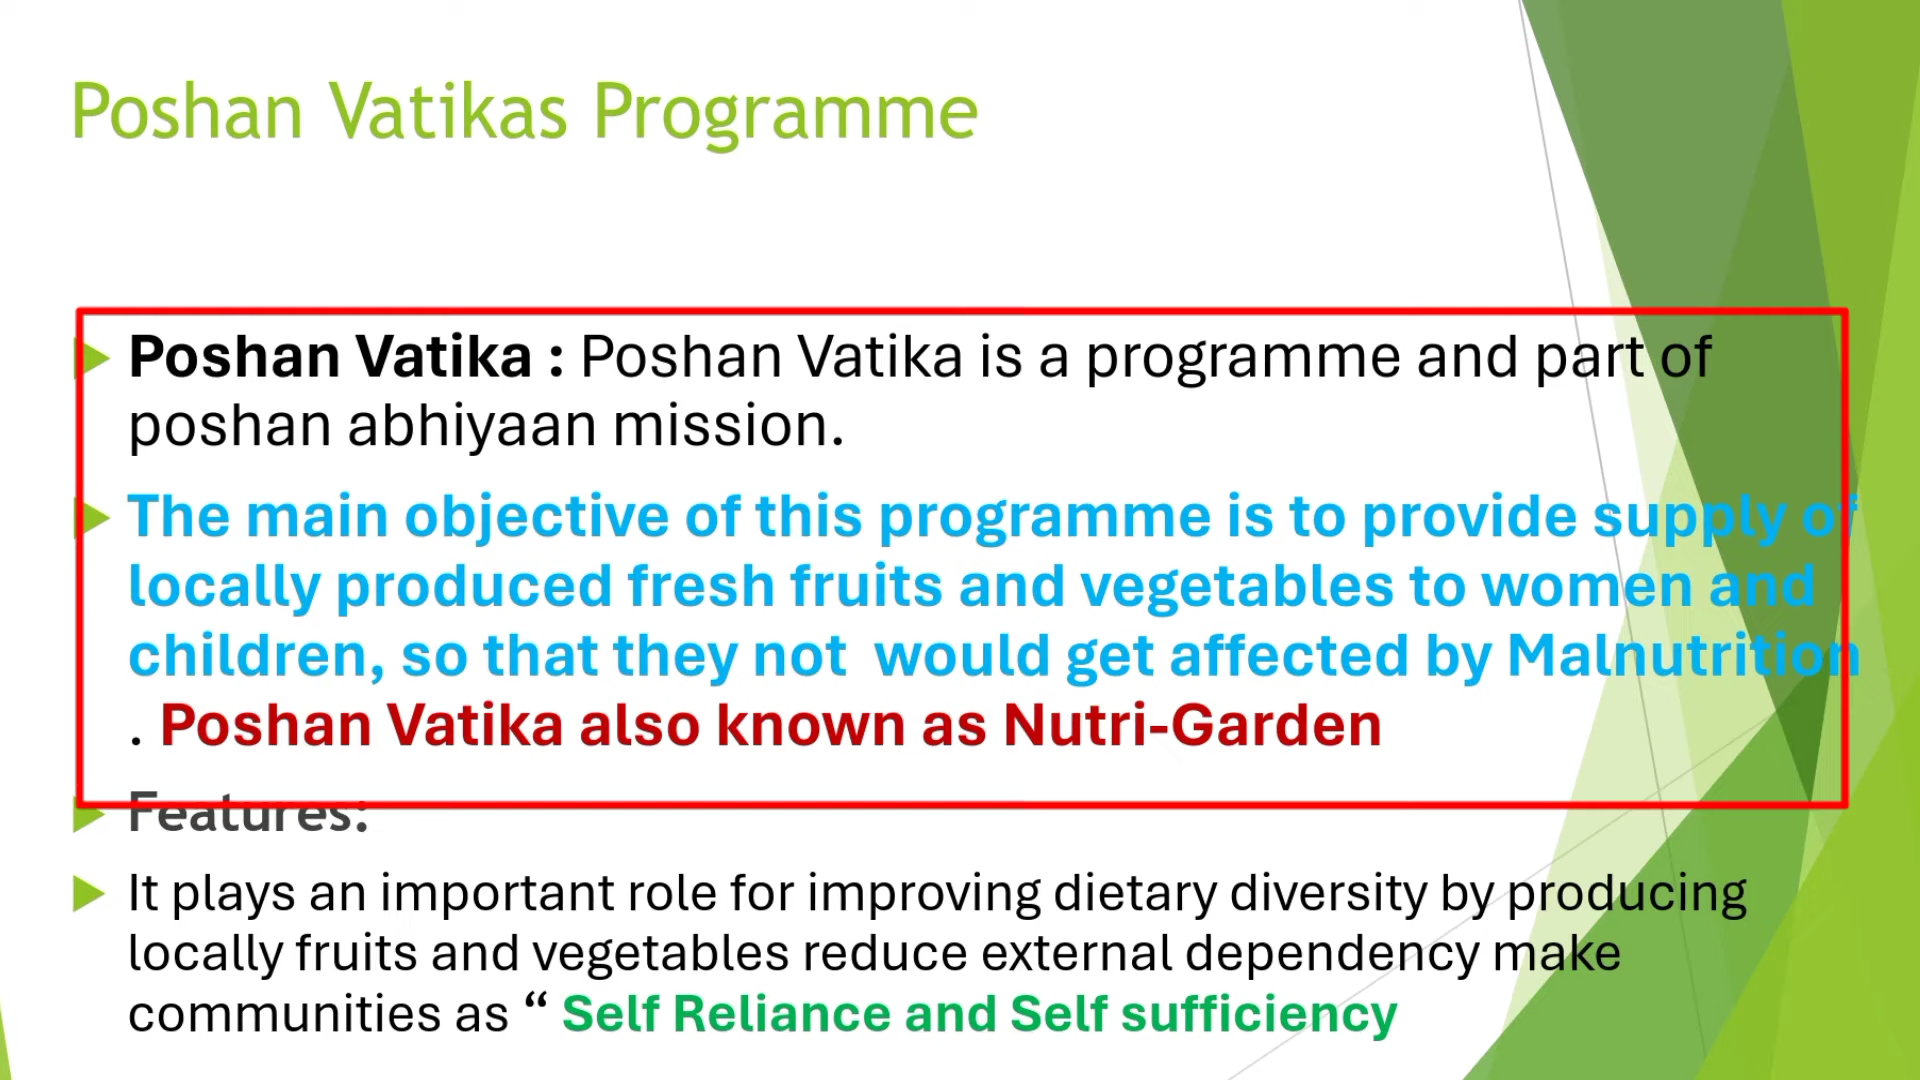 Poshan Vatikas Programme
Poshan Vatika : Poshan Vatika is a programme and part of
poshan abhiyaan mission.
The main objective of this programme is to provide supply of
locally produced fresh fruits and vegetables to women and
children, so that they not  would get affected by Malnutrition
. Poshan Vatika also known as Nutri-Garden
Features:
It plays an important role for improving dietary diversity by producing
locally fruits and vegetables reduce external dependency make
communities as “ Self Reliance and Self sufficiency